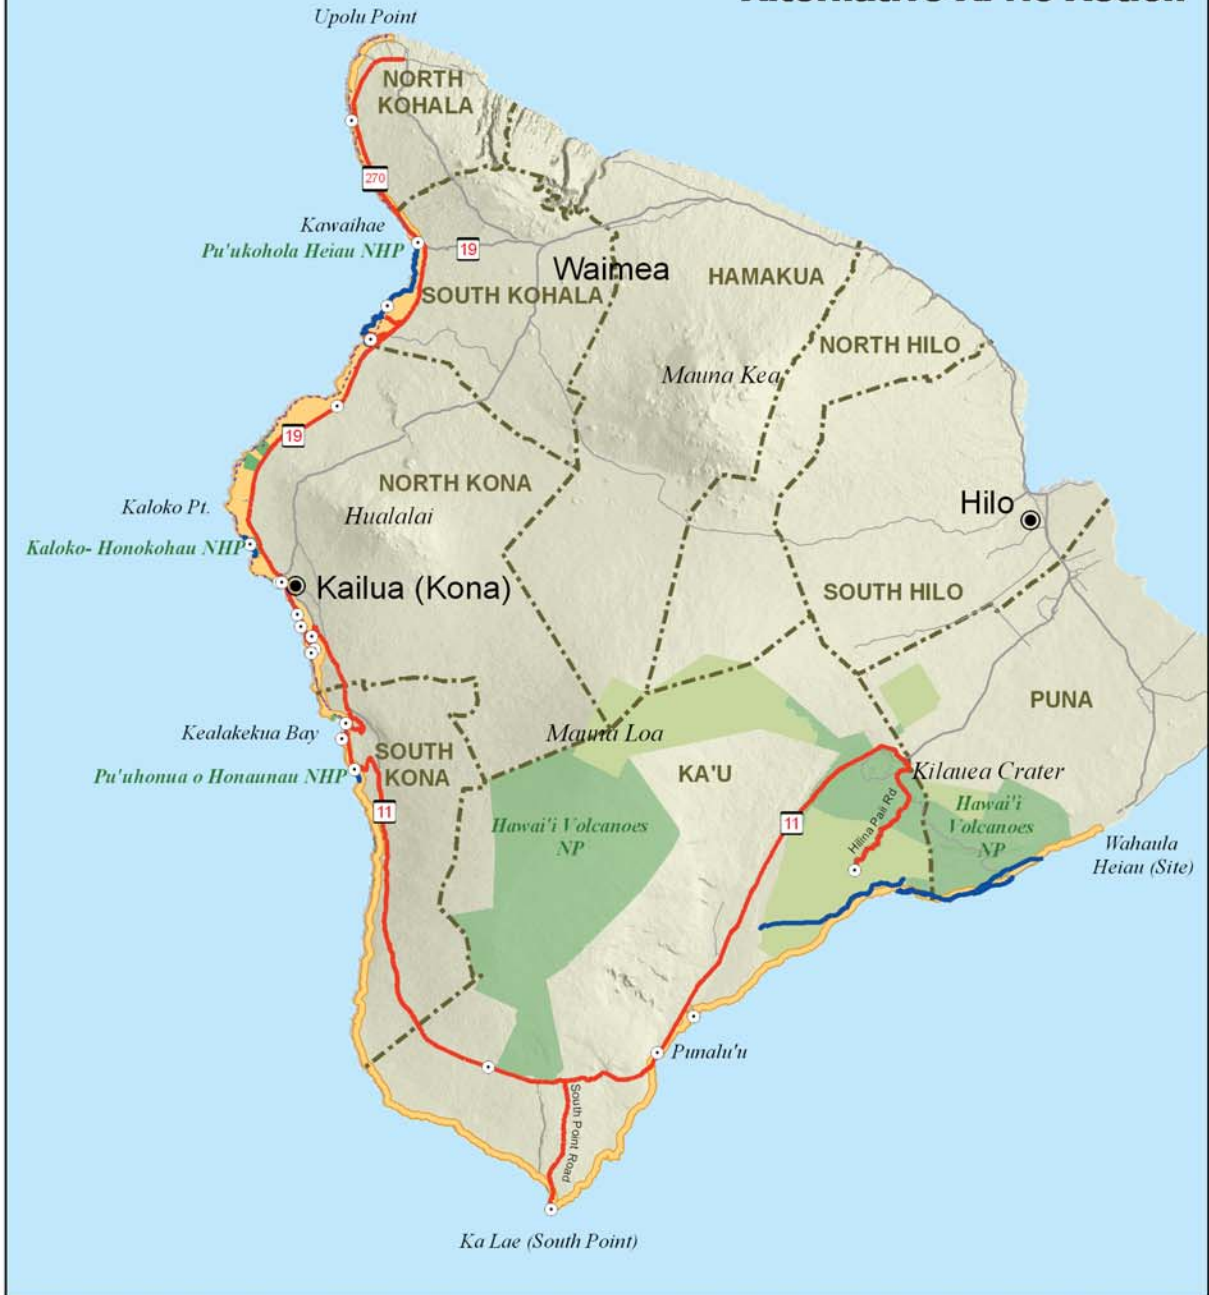 Upolu Point
NORTH
KOHALA
270
Kawaihae
Pu'ukohola Heiau NHP
19
Waimea
HAMAKUA
SOUTH KOHALA
NORTH HILO
Mauna Kea
19
NORTH KONA
Kaloko Pt.
Hualalai
Hilo
Kaloko- Honokohau NHP
Kailua (Kona)
SOUTH HILO
PUNA
Kealakekua Bay
Mauna Loa
SOUTH
KONA
Pu'uhonua o Honaunau NHP
KA'U
Kilauea Crater
11
11
Hilina Pali Rd
Hawai'i Volcanoes
NP
Hawai'i
Volcanoes
NP
Wahaula
Heiau (Site)
Punalu'u
South Point Road
Ka Lae (South Point)